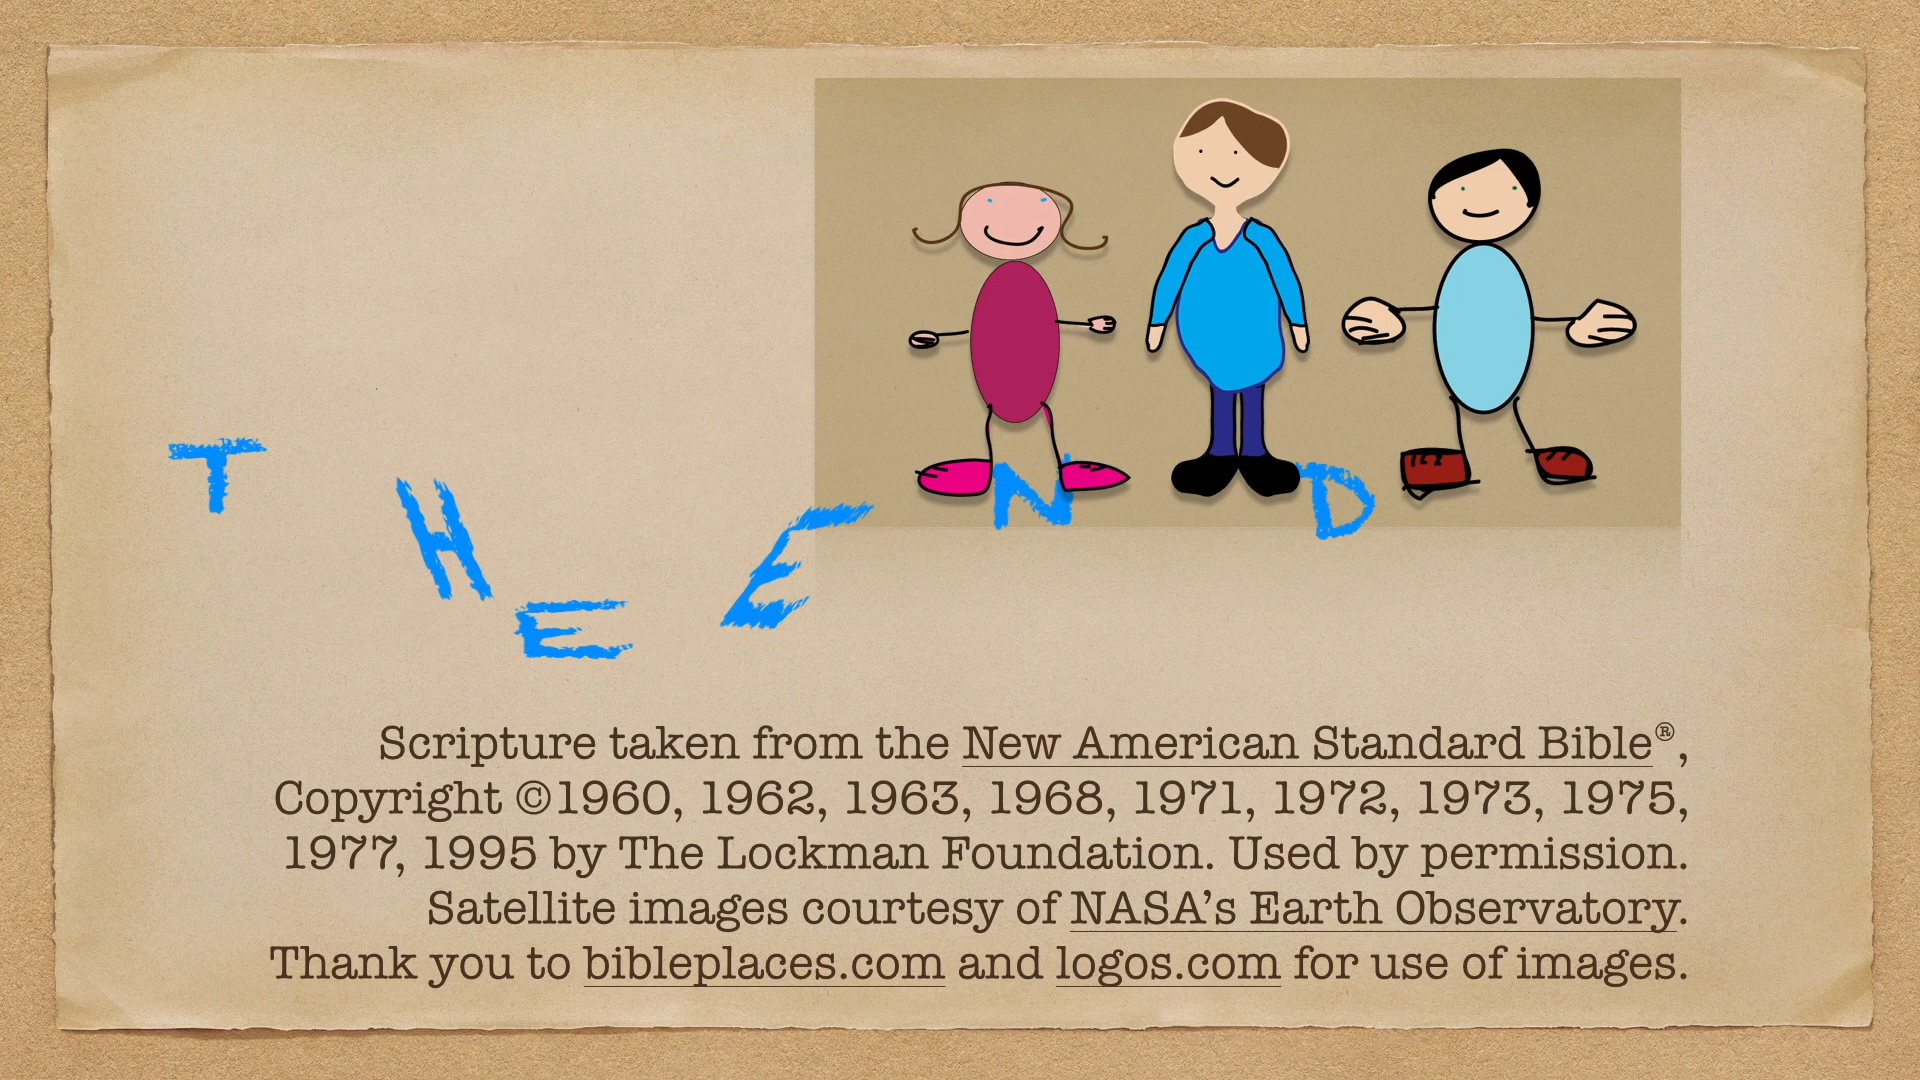 THE END
Scripture taken from the New American Standard Bible®,
Copyright ©1960, 1962, 1963, 1968, 1971, 1972, 1973, 1975,
1977, 1995 by The Lockman Foundation. Used by permission.
Satellite images courtesy of NASA’s Earth Observatory.
Thank you to bibleplaces.com and logos.com for use of images.